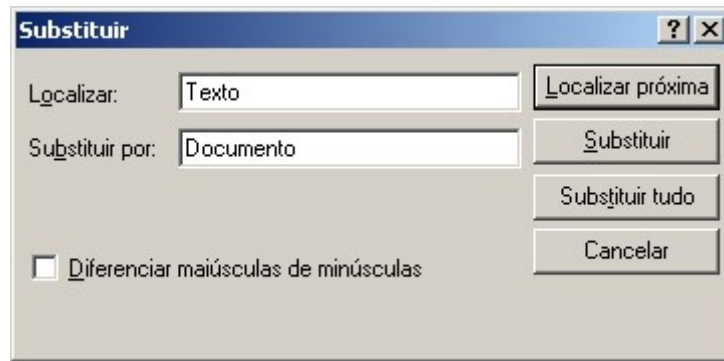 Substituir
Localizar: Texto Localizar próxima
Substituir por: Documento Substituir
Substituir tudo
Diferenciar maiúsculas de minúsculas Cancelar